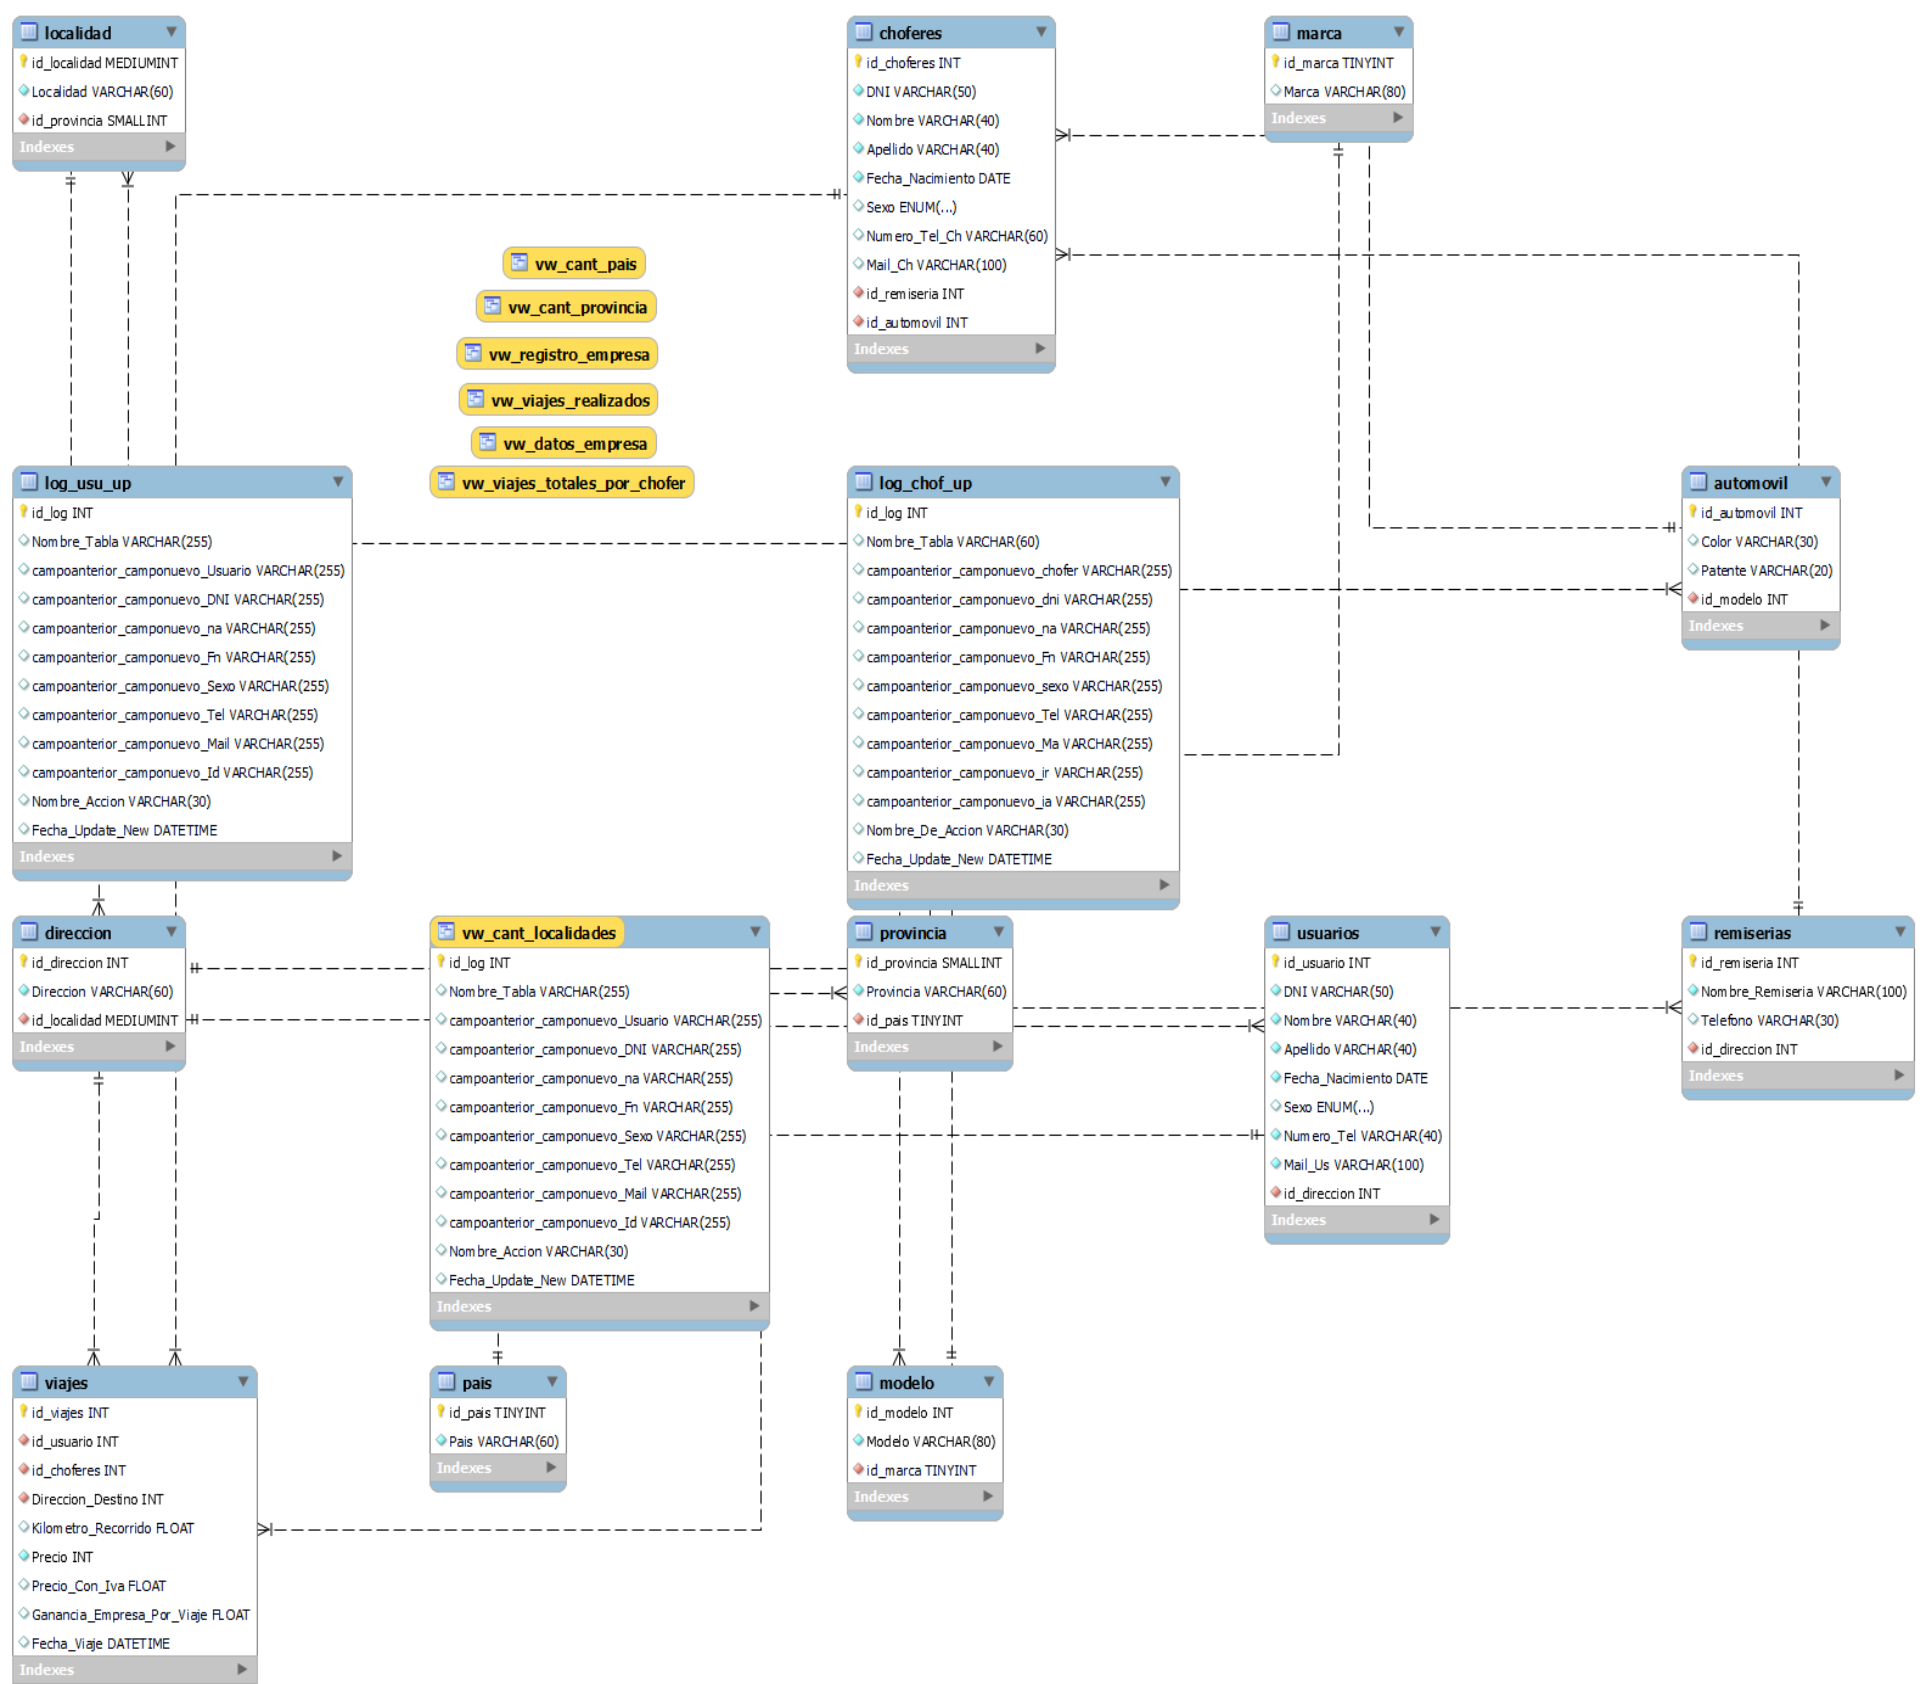 localidad
id_localidad MEDIUMINT
Localidad VARCHAR(60)
id_provincia SMALLINT
Indexes
choferes
id_choferes INT
DNI VARCHAR(50)
Nombre VARCHAR(40)
Apellido VARCHAR(40)
Fecha_Nacimiento DATE
Sexo ENUM(...)
Numero_Tel_Ch VARCHAR(60)
Mail_Ch VARCHAR(100)
id_remiseria INT
id_automovil INT
Indexes
marca
id_marca TINYINT
Marca VARCHAR(80)
Indexes
vw_cant_pais
vw_cant_provincia
vw_registro_empresa
vw_viajes_realizados
vw_datos_empresa
vw_viajes_totales_por_chofer
log_usu_up
id_log INT
Nombre_Tabla VARCHAR(255)
campoanterior_camponuevo_Usuario VARCHAR(255)
campoanterior_camponuevo_DNI VARCHAR(255)
campoanterior_camponuevo_na VARCHAR(255)
campoanterior_camponuevo_Fn VARCHAR(255)
campoanterior_camponuevo_Sexo VARCHAR(255)
campoanterior_camponuevo_Tel VARCHAR(255)
campoanterior_camponuevo_Mail VARCHAR(255)
campoanterior_camponuevo_Id VARCHAR(255)
Nombre_Accion VARCHAR(30)
Fecha_Update_New DATETIME
Indexes
log_chof_up
id_log INT
Nombre_Tabla VARCHAR(60)
campoanterior_camponuevo_chofer VARCHAR(255)
campoanterior_camponuevo_dni VARCHAR(255)
campoanterior_camponuevo_na VARCHAR(255)
campoanterior_camponuevo_Fn VARCHAR(255)
campoanterior_camponuevo_sexo VARCHAR(255)
campoanterior_camponuevo_Tel VARCHAR(255)
campoanterior_camponuevo_Ma VARCHAR(255)
campoanterior_camponuevo_ir VARCHAR(255)
campoanterior_camponuevo_ia VARCHAR(255)
Nombre_De_Accion VARCHAR(30)
Fecha_Update_New DATETIME
Indexes
automovil
id_automovil INT
Color VARCHAR(30)
Patente VARCHAR(20)
id_modelo INT
Indexes
direccion
id_direccion INT
Direccion VARCHAR(60)
id_localidad MEDIUMINT
Indexes
vw_cant_localidades
id_log INT
Nombre_Tabla VARCHAR(255)
campoanterior_camponuevo_Usuario VARCHAR(255)
campoanterior_camponuevo_DNI VARCHAR(255)
campoanterior_camponuevo_na VARCHAR(255)
campoanterior_camponuevo_Fn VARCHAR(255)
campoanterior_camponuevo_Sexo VARCHAR(255)
campoanterior_camponuevo_Tel VARCHAR(255)
campoanterior_camponuevo_Mail VARCHAR(255)
campoanterior_camponuevo_Id VARCHAR(255)
Nombre_Accion VARCHAR(30)
Fecha_Update_New DATETIME
Indexes
provincia
id_provincia SMALLINT
Provincia VARCHAR(60)
id_pais TINYINT
Indexes
usuarios
id_usuario INT
DNI VARCHAR(50)
Nombre VARCHAR(40)
Apellido VARCHAR(40)
Fecha_Nacimiento DATE
Sexo ENUM(...)
Numero_Tel VARCHAR(40)
Mail_Us VARCHAR(100)
id_direccion INT
Indexes
remiserias
id_remiseria INT
Nombre_Remiseria VARCHAR(100)
Telefono VARCHAR(30)
id_direccion INT
Indexes
viajes
id_viajes INT
id_usuario INT
id_choferes INT
Direccion_Destino INT
Kilometro_Recorrido FLOAT
Precio INT
Precio_Con_Iva FLOAT
Ganancia_Empresa_Por_Viaje FLOAT
Fecha_Viaje DATETIME
Indexes
pais
id_pais TINYINT
Pais VARCHAR(60)
Indexes
modelo
id_modelo INT
Modelo VARCHAR(80)
id_marca TINYINT
Indexes